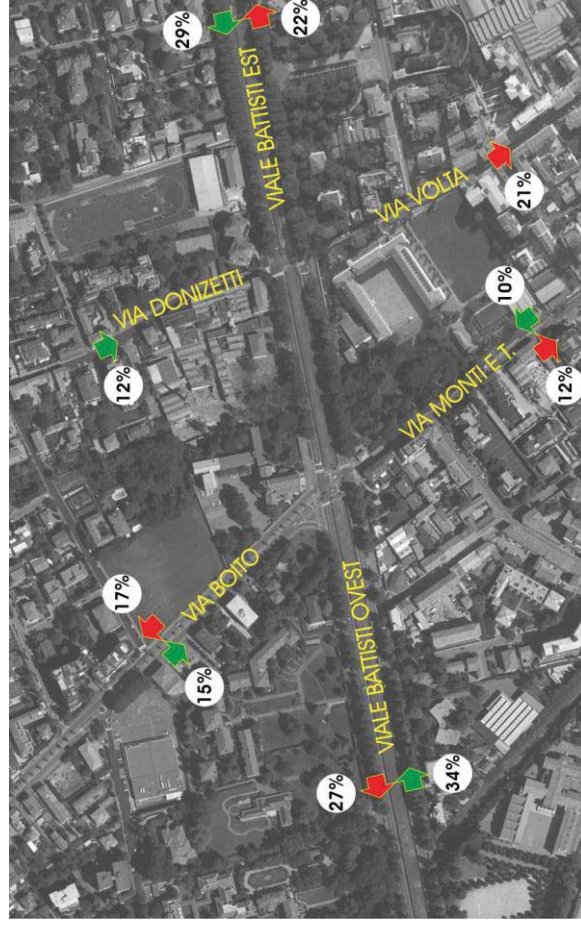 29%
22%
VIALE BATTISTI EST
VIA DONIZETTI
12%
VIA VOLTA
21%
10%
VIA MONTI E T.
12%
17%
VIA BOITO
15%
VIALE BATTISTI OVEST
27%
34%